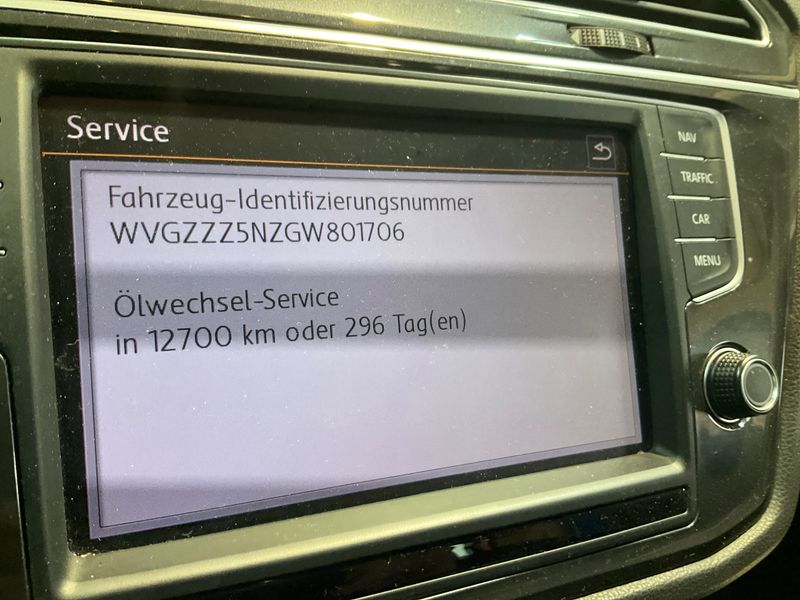 Service
Fahrzeug-Identifizierungsnummer
WVGZZZ5NZGW801706
Ölwechsel-Service
in 12700 km oder 296 Tag(en)
NAV
TRAFFIC
CAR
MENU